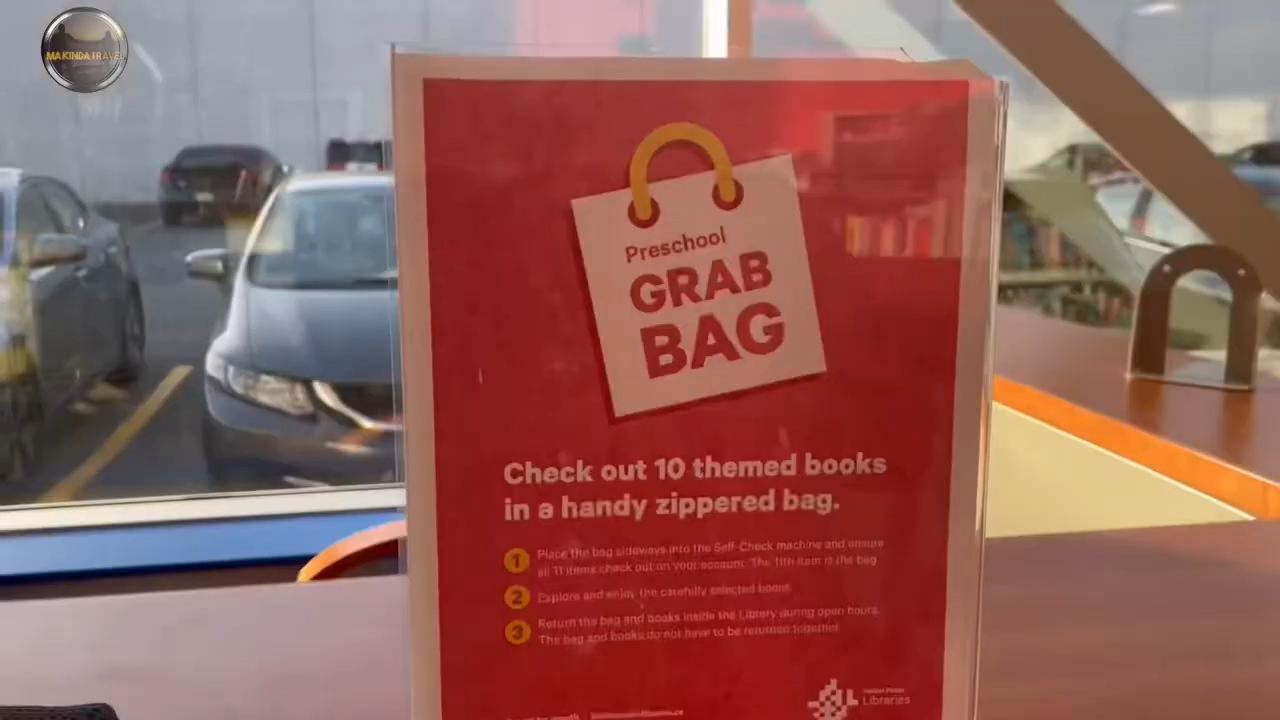 MAKINDA TRAVEL
Preschool
GRAB
BAG
Check out 10 themed books
in a handy zippered bag.
1 Place the bag sideways into the Self-Check machine and ensure
all 11 items check out on your account. The 11th item is the bag
2 Explore and enjoy the carefully selected books.
3 Return the bag and books inside the Library during open hours.
The bag and books do not have to be returned together.
Libraries